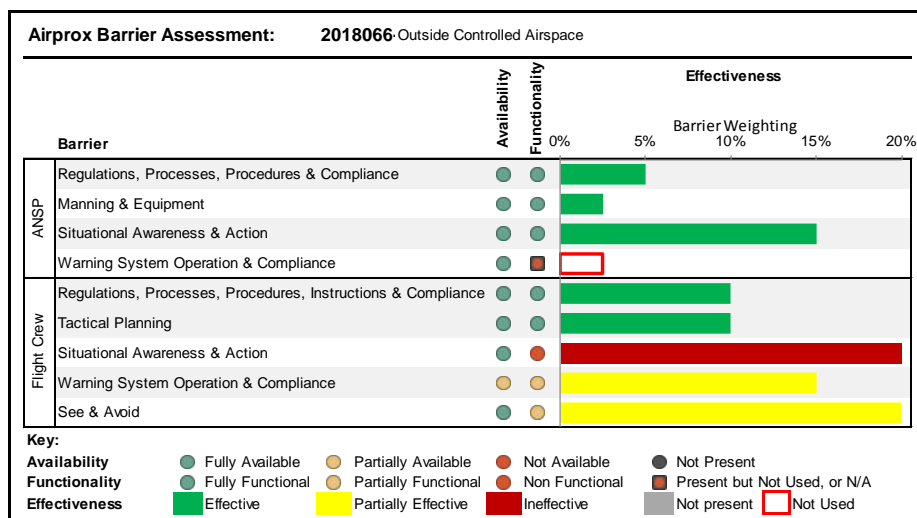 Airprox Barrier Assessment: 2018066· Outside Controlled Airspace
Availability
Functionality
Effectiveness
Barrier
Barrier Weighting
0% 5% 10% 15% 20%
ANSP
Regulations, Processes, Procedures & Compliance
Manning & Equipment
Situational Awareness & Action
Warning System Operation & Compliance
Flight Crew
Regulations, Processes, Procedures, Instructions & Compliance
Tactical Planning
Situational Awareness & Action
Warning System Operation & Compliance
See & Avoid
Key:
Availability Fully Available Partially Available Not Available Not Present
Functionality Fully Functional Partially Functional Non Functional Present but Not Used, or N/A
Effectiveness Effective Partially Effective Ineffective Not present Not Used